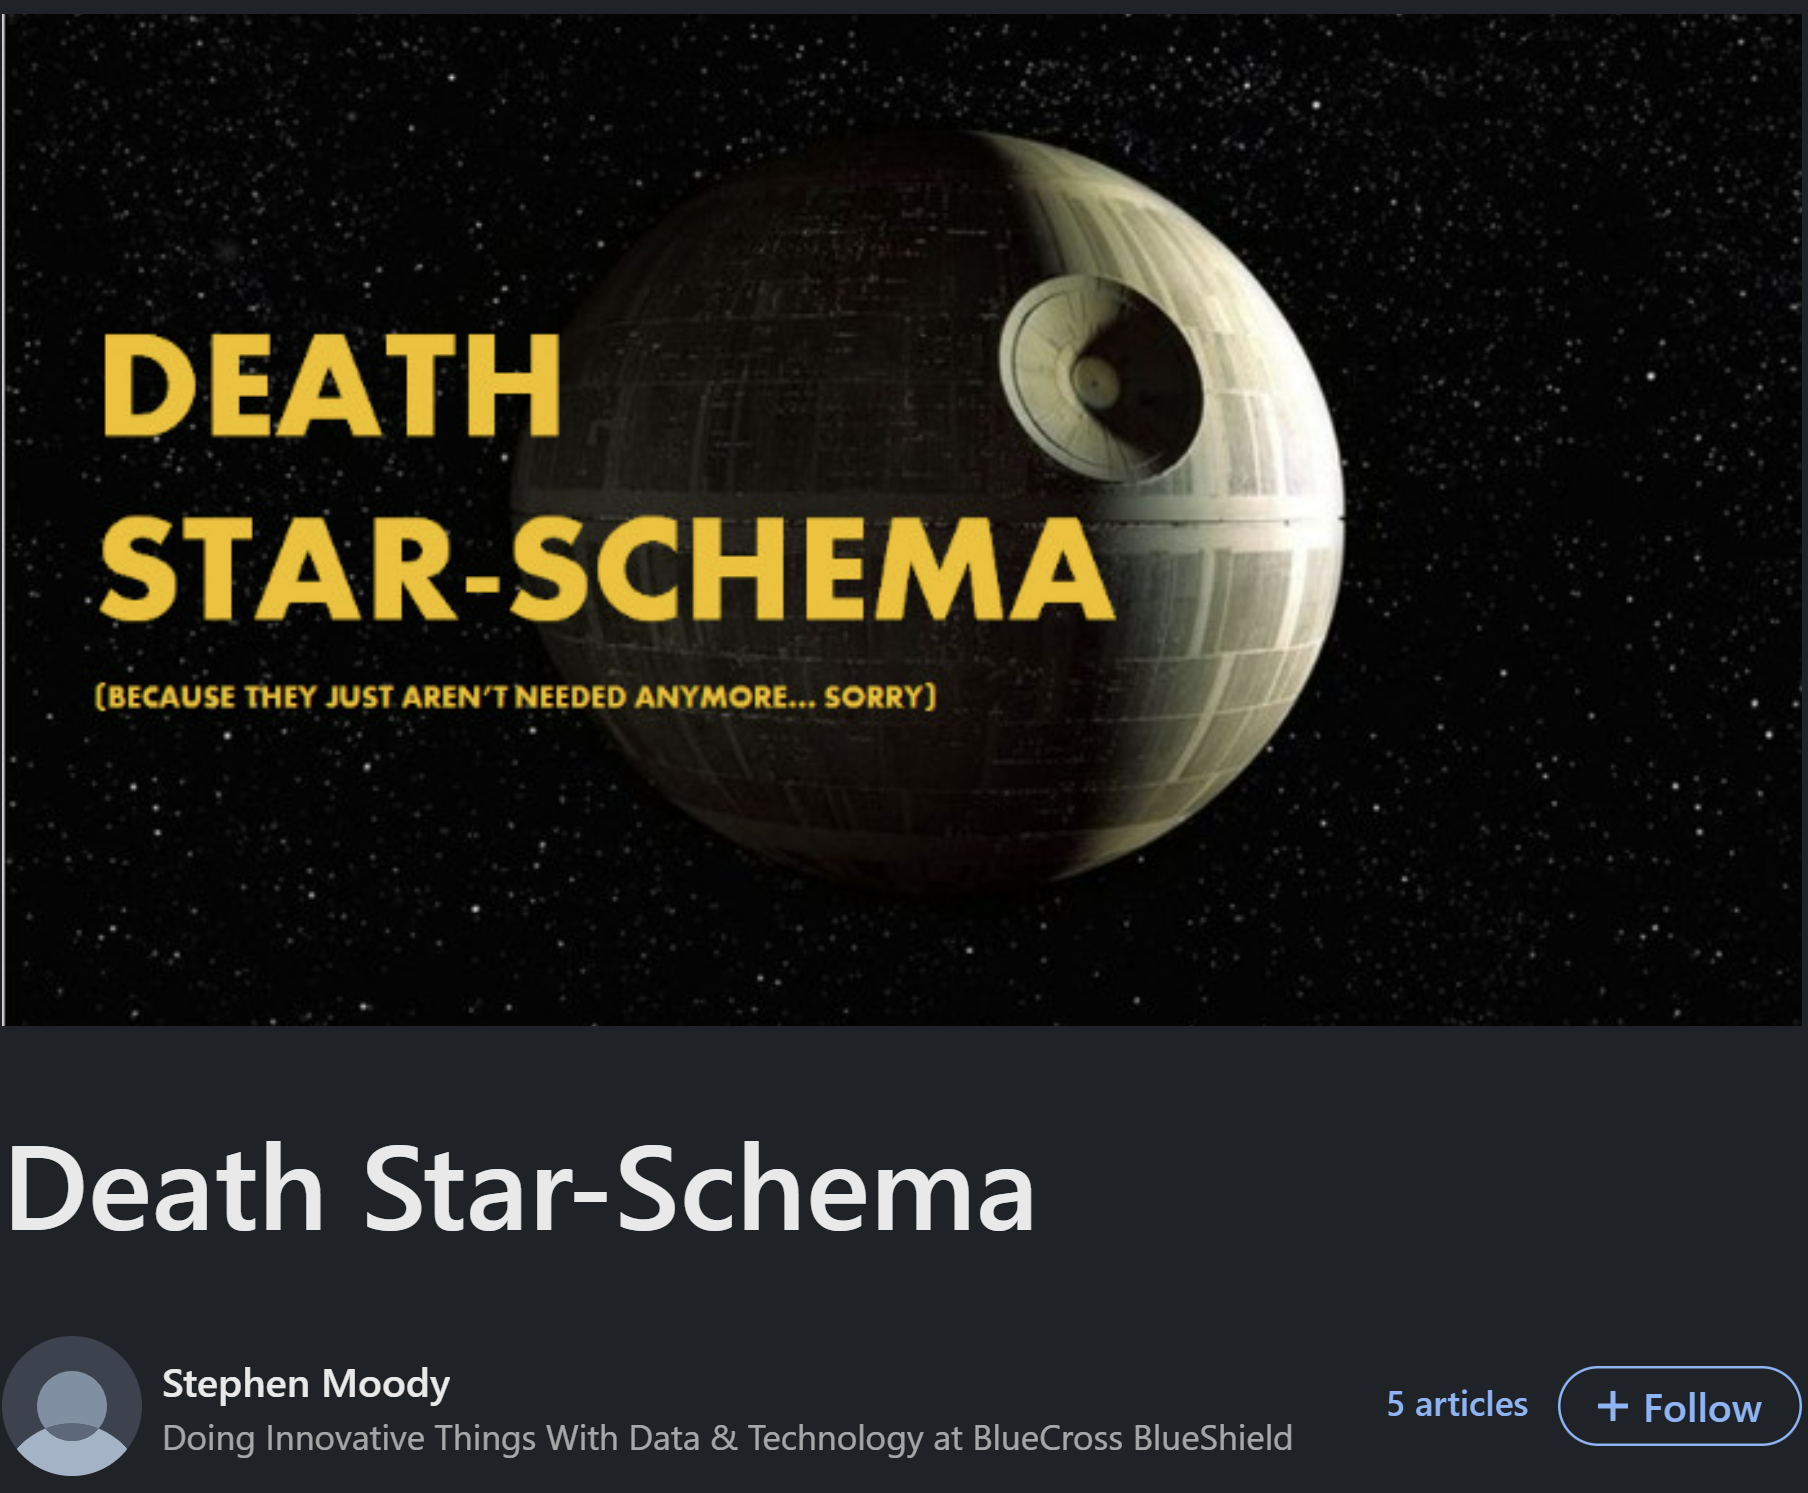 DEATH
STAR-SCHEMA
(BECAUSE THEY JUST AREN'T NEEDED ANYMORE... SORRY)
Death Star-Schema
Stephen Moody
Doing Innovative Things With Data & Technology at BlueCross BlueShield
5 articles
+ Follow